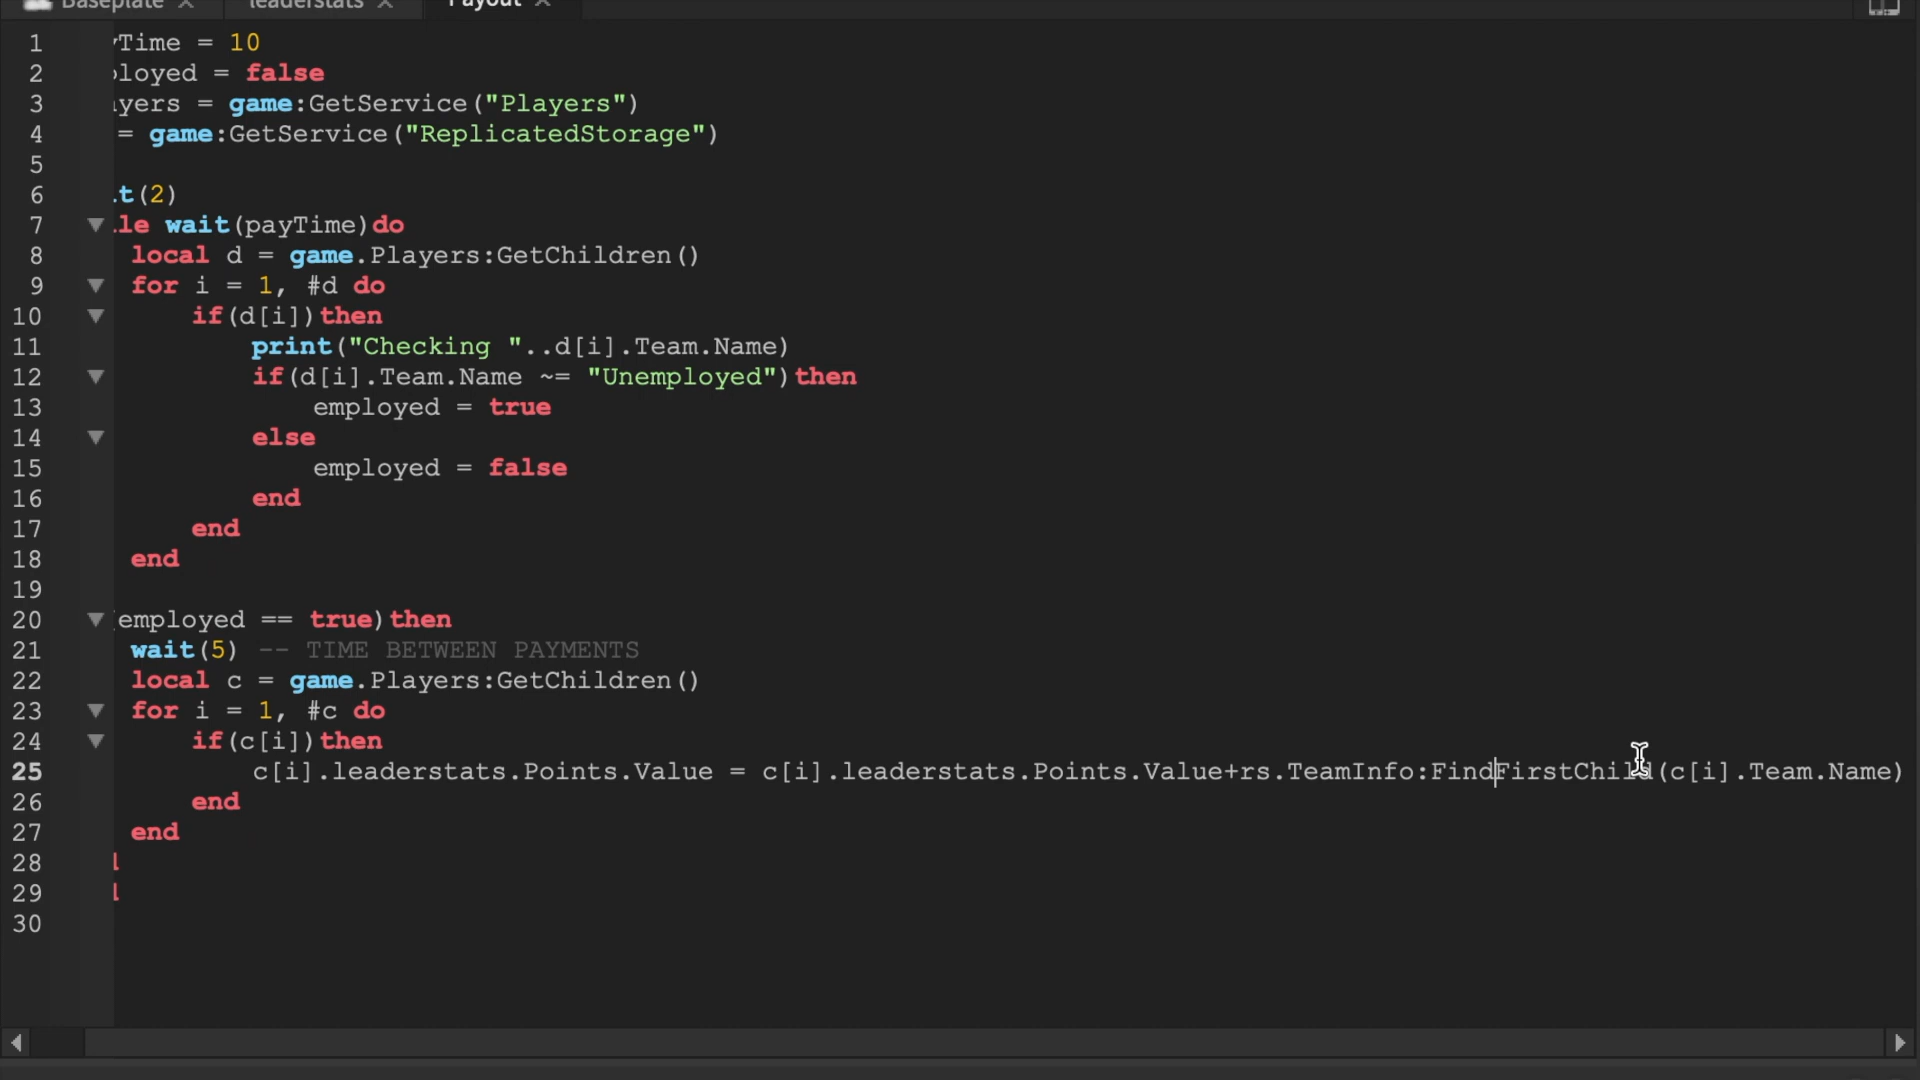 Baseplate leaderstats Payout
1 yTime = 10
2 ployed = false
3 ayers = game:GetService("Players")
4 = game:GetService("ReplicatedStorage")
5
6 it(2)
7 ile wait(payTime)do
8 local d = game.Players:GetChildren()
9 for i = 1, #d do
10 if(d[i])then
11 print("Checking "..d[i].Team.Name)
12 if(d[i].Team.Name ~= "Unemployed")then
13 employed = true
14 else
15 employed = false
16 end
17 end
18 end
19
20 (employed == true)then
21 wait(5) -- TIME BETWEEN PAYMENTS
22 local c = game.Players:GetChildren()
23 for i = 1, #c do
24 if(c[i])then
25 c[i].leaderstats.Points.Value = c[i].leaderstats.Points.Value+rs.TeamInfo:FindFirstChild(c[i].Team.Name)
26 end
27 end
28
29
30